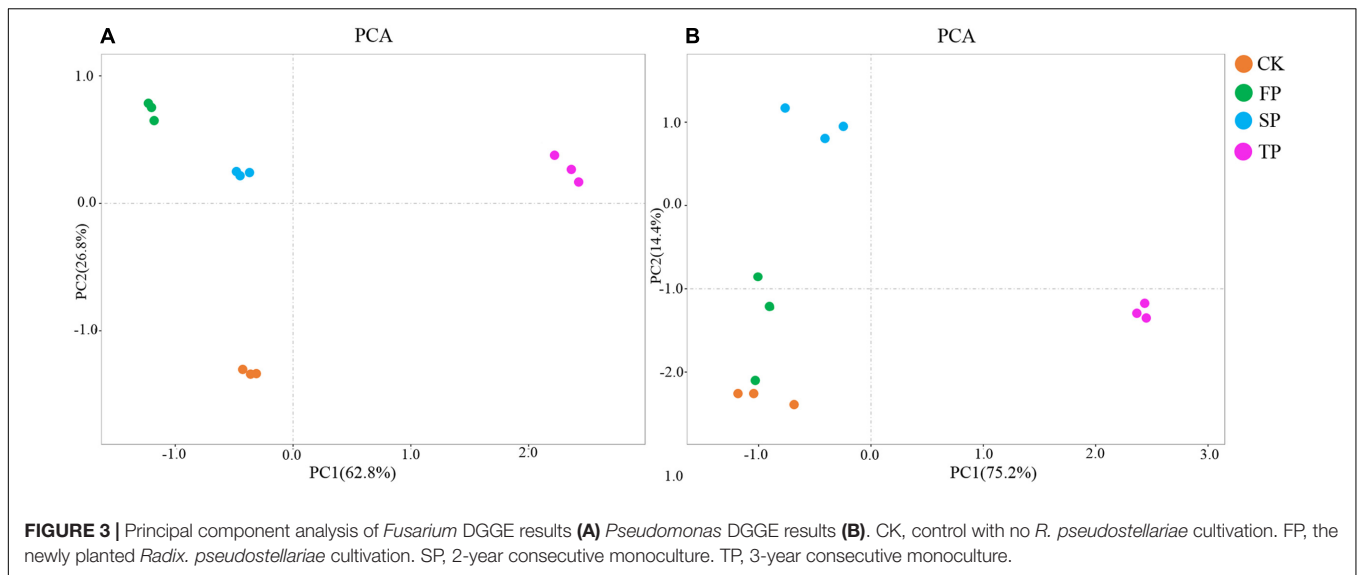 A
PCA
1.0
0.0
-1.0
PC2(26.8%)
-1.0
0.0
1.0
2.0
PC1(62.8%)
B
PCA
1.0
0.0
-1.0
-2.0
PC2(14.4%)
-1.0
0.0
1.0
2.0
3.0
1.0
PC1(75.2%)
CK
FP
SP
TP
FIGURE 3 | Principal component analysis of Fusarium DGGE results (A) Pseudomonas DGGE results (B). CK, control with no R. pseudostellariae cultivation. FP, the
newly planted Radix. pseudostellariae cultivation. SP, 2-year consecutive monoculture. TP, 3-year consecutive monoculture.